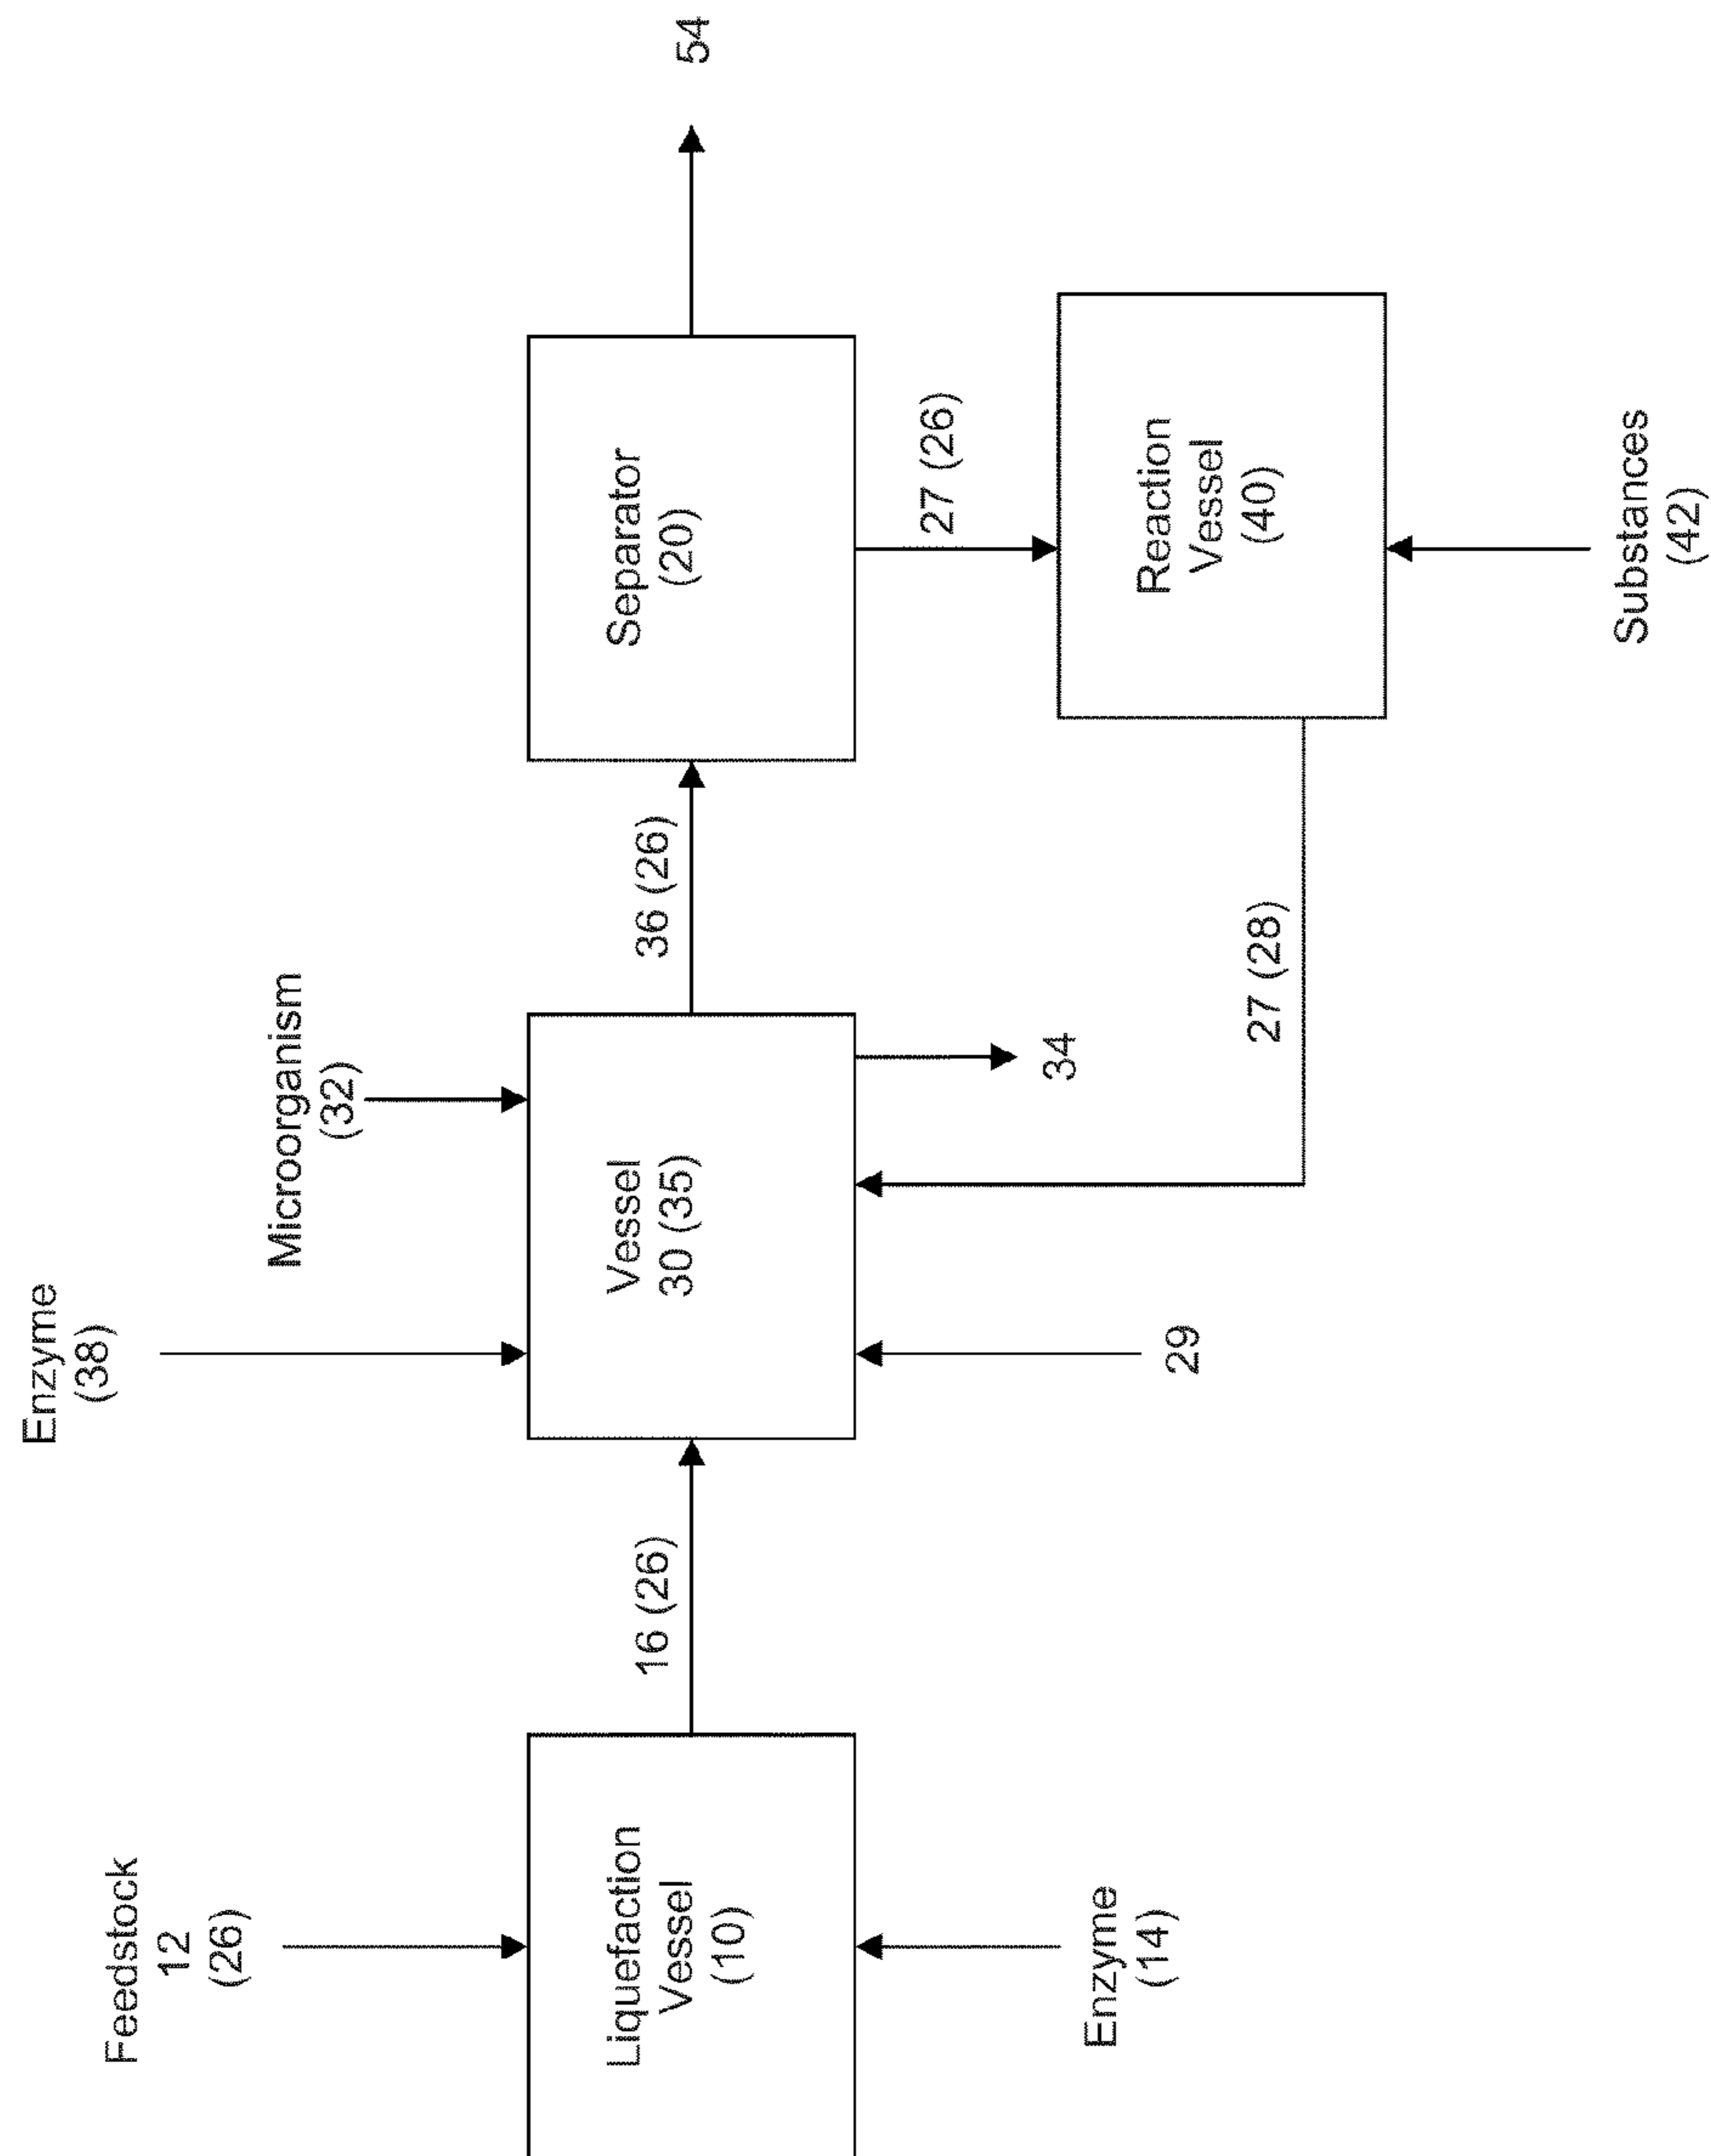 Feedstock
12
(26)
Liquefaction
Vessel
(10)
Enzyme
(14)
16 (26)
Enzyme
(38)
Microorganism
(32)
Vessel
30 (35)
29
34
36 (26)
Separator
(20)
54
27 (26)
Reaction
Vessel
(40)
27 (28)
Substances
(42)